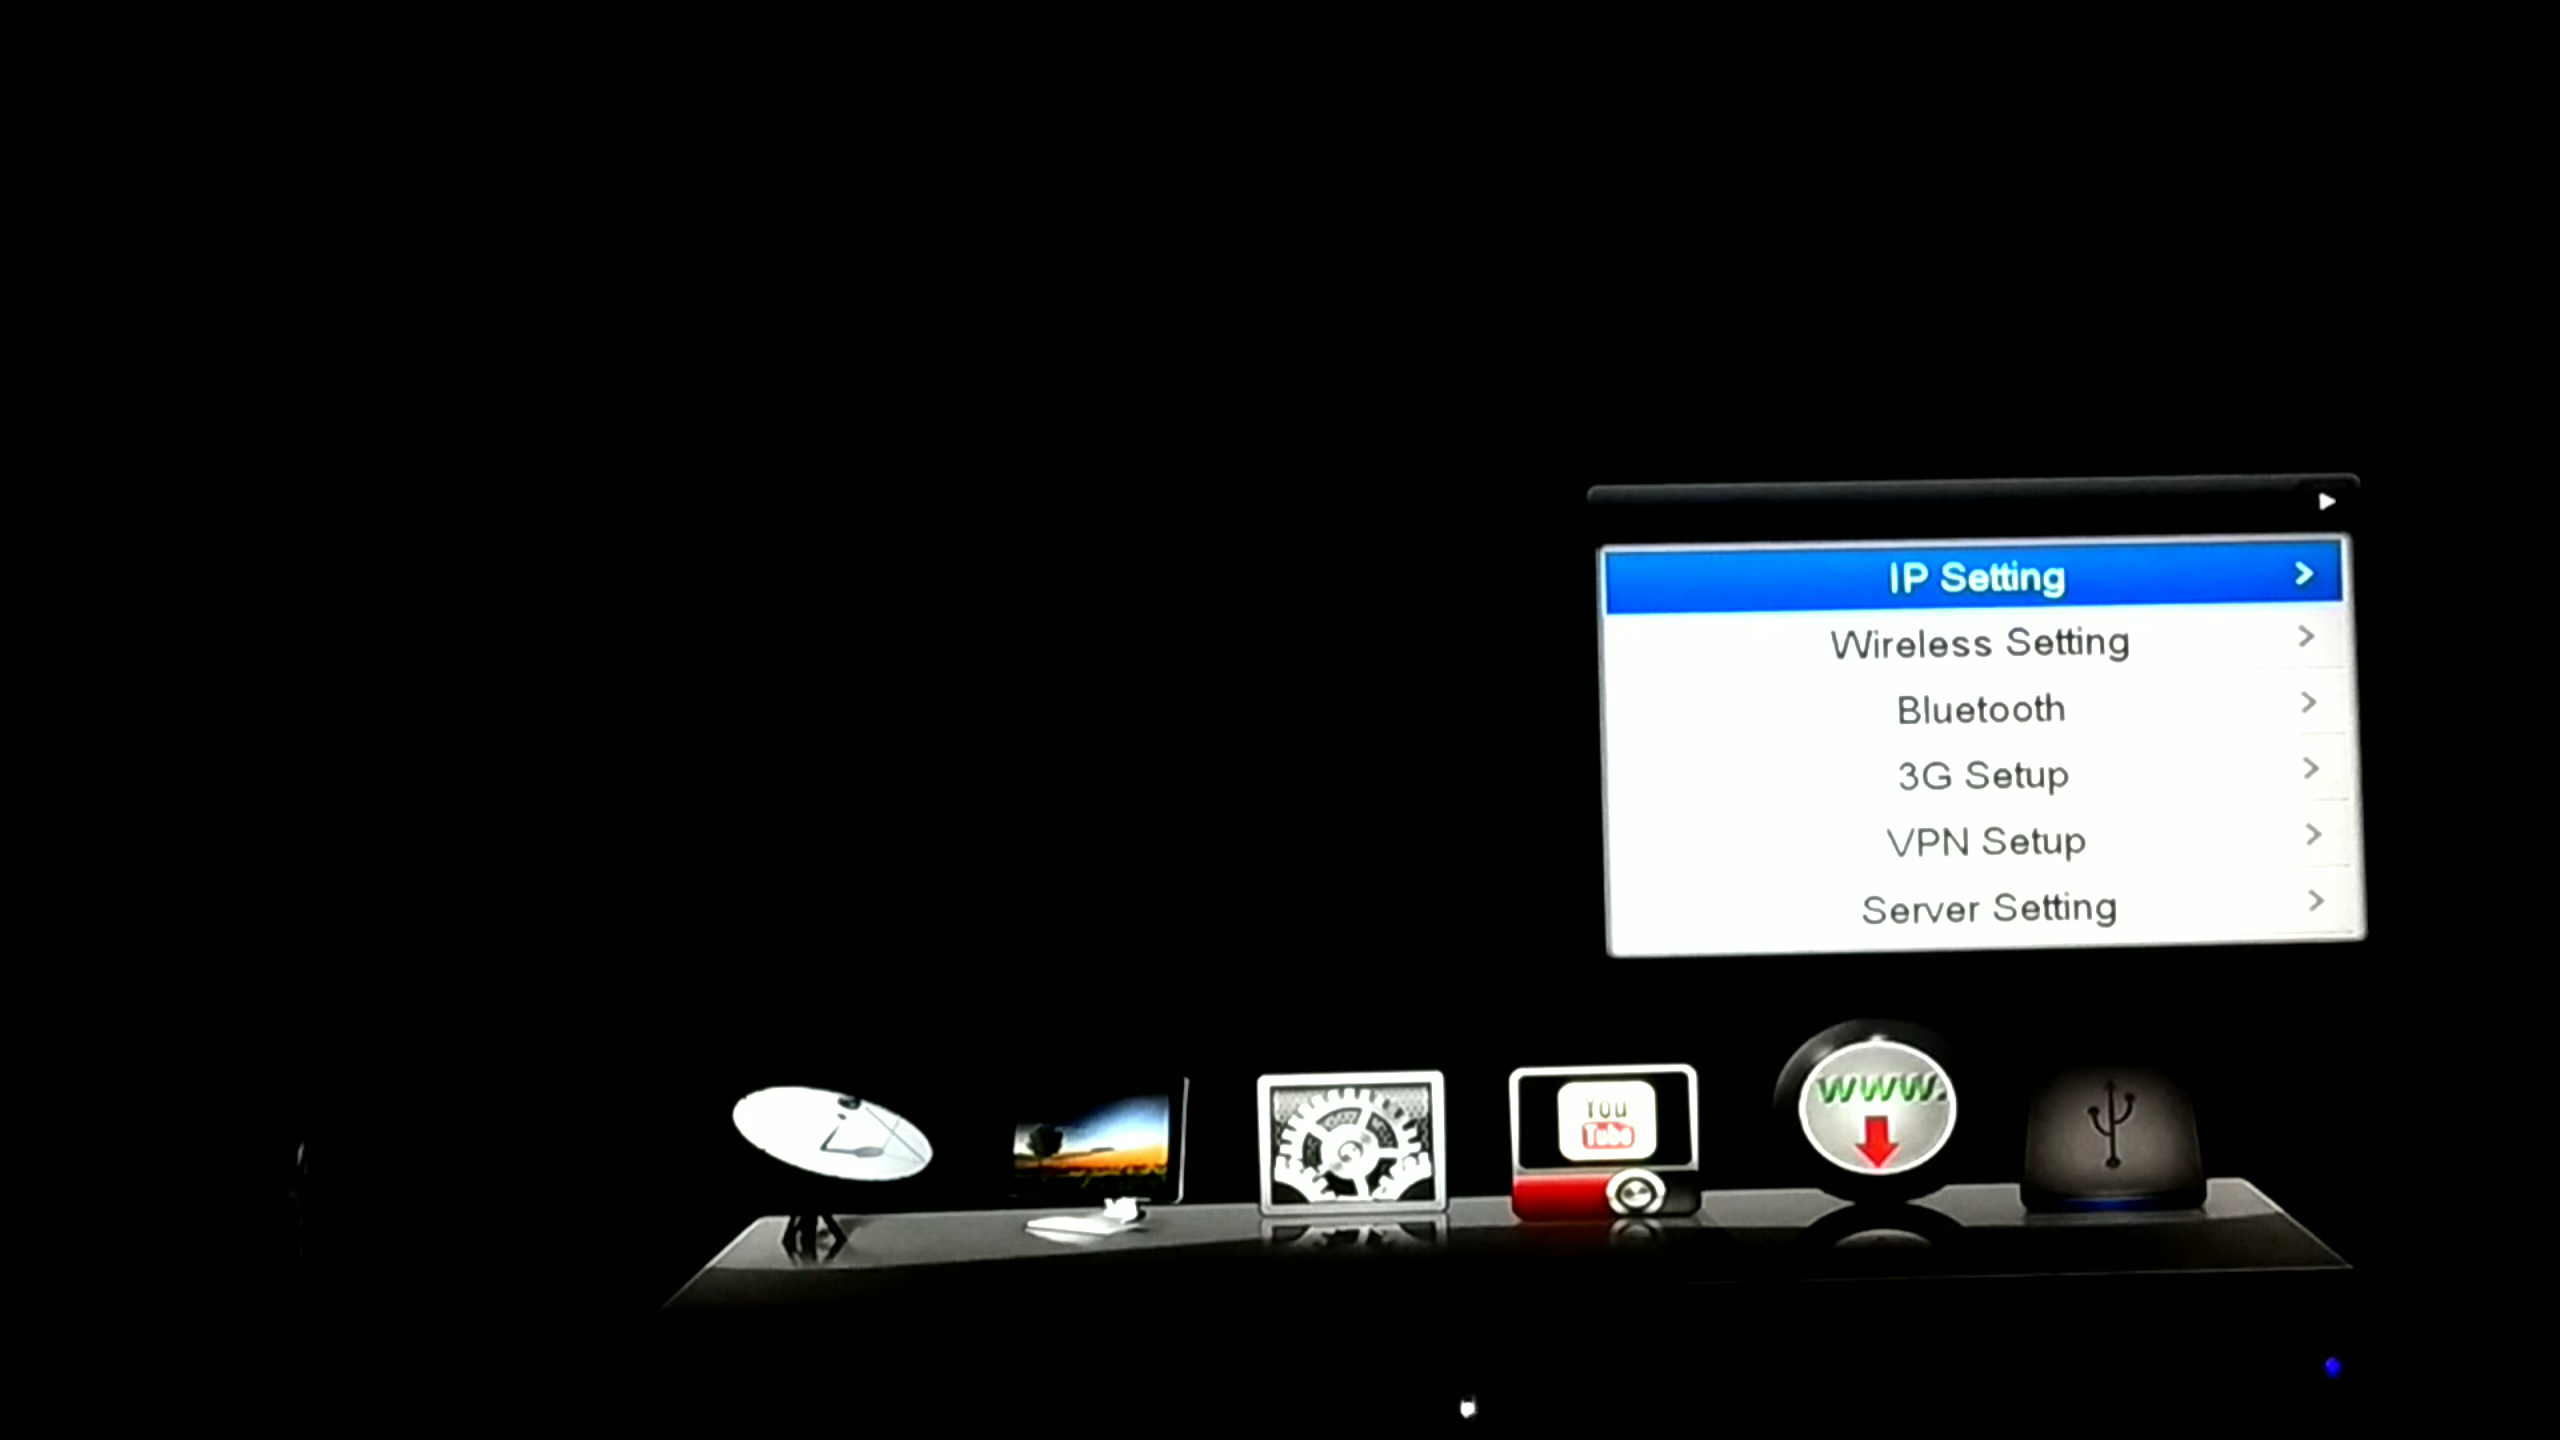 IP Setting
Wireless Setting
Bluetooth
3G Setup
VPN Setup
Server Setting
You
Tube
www.